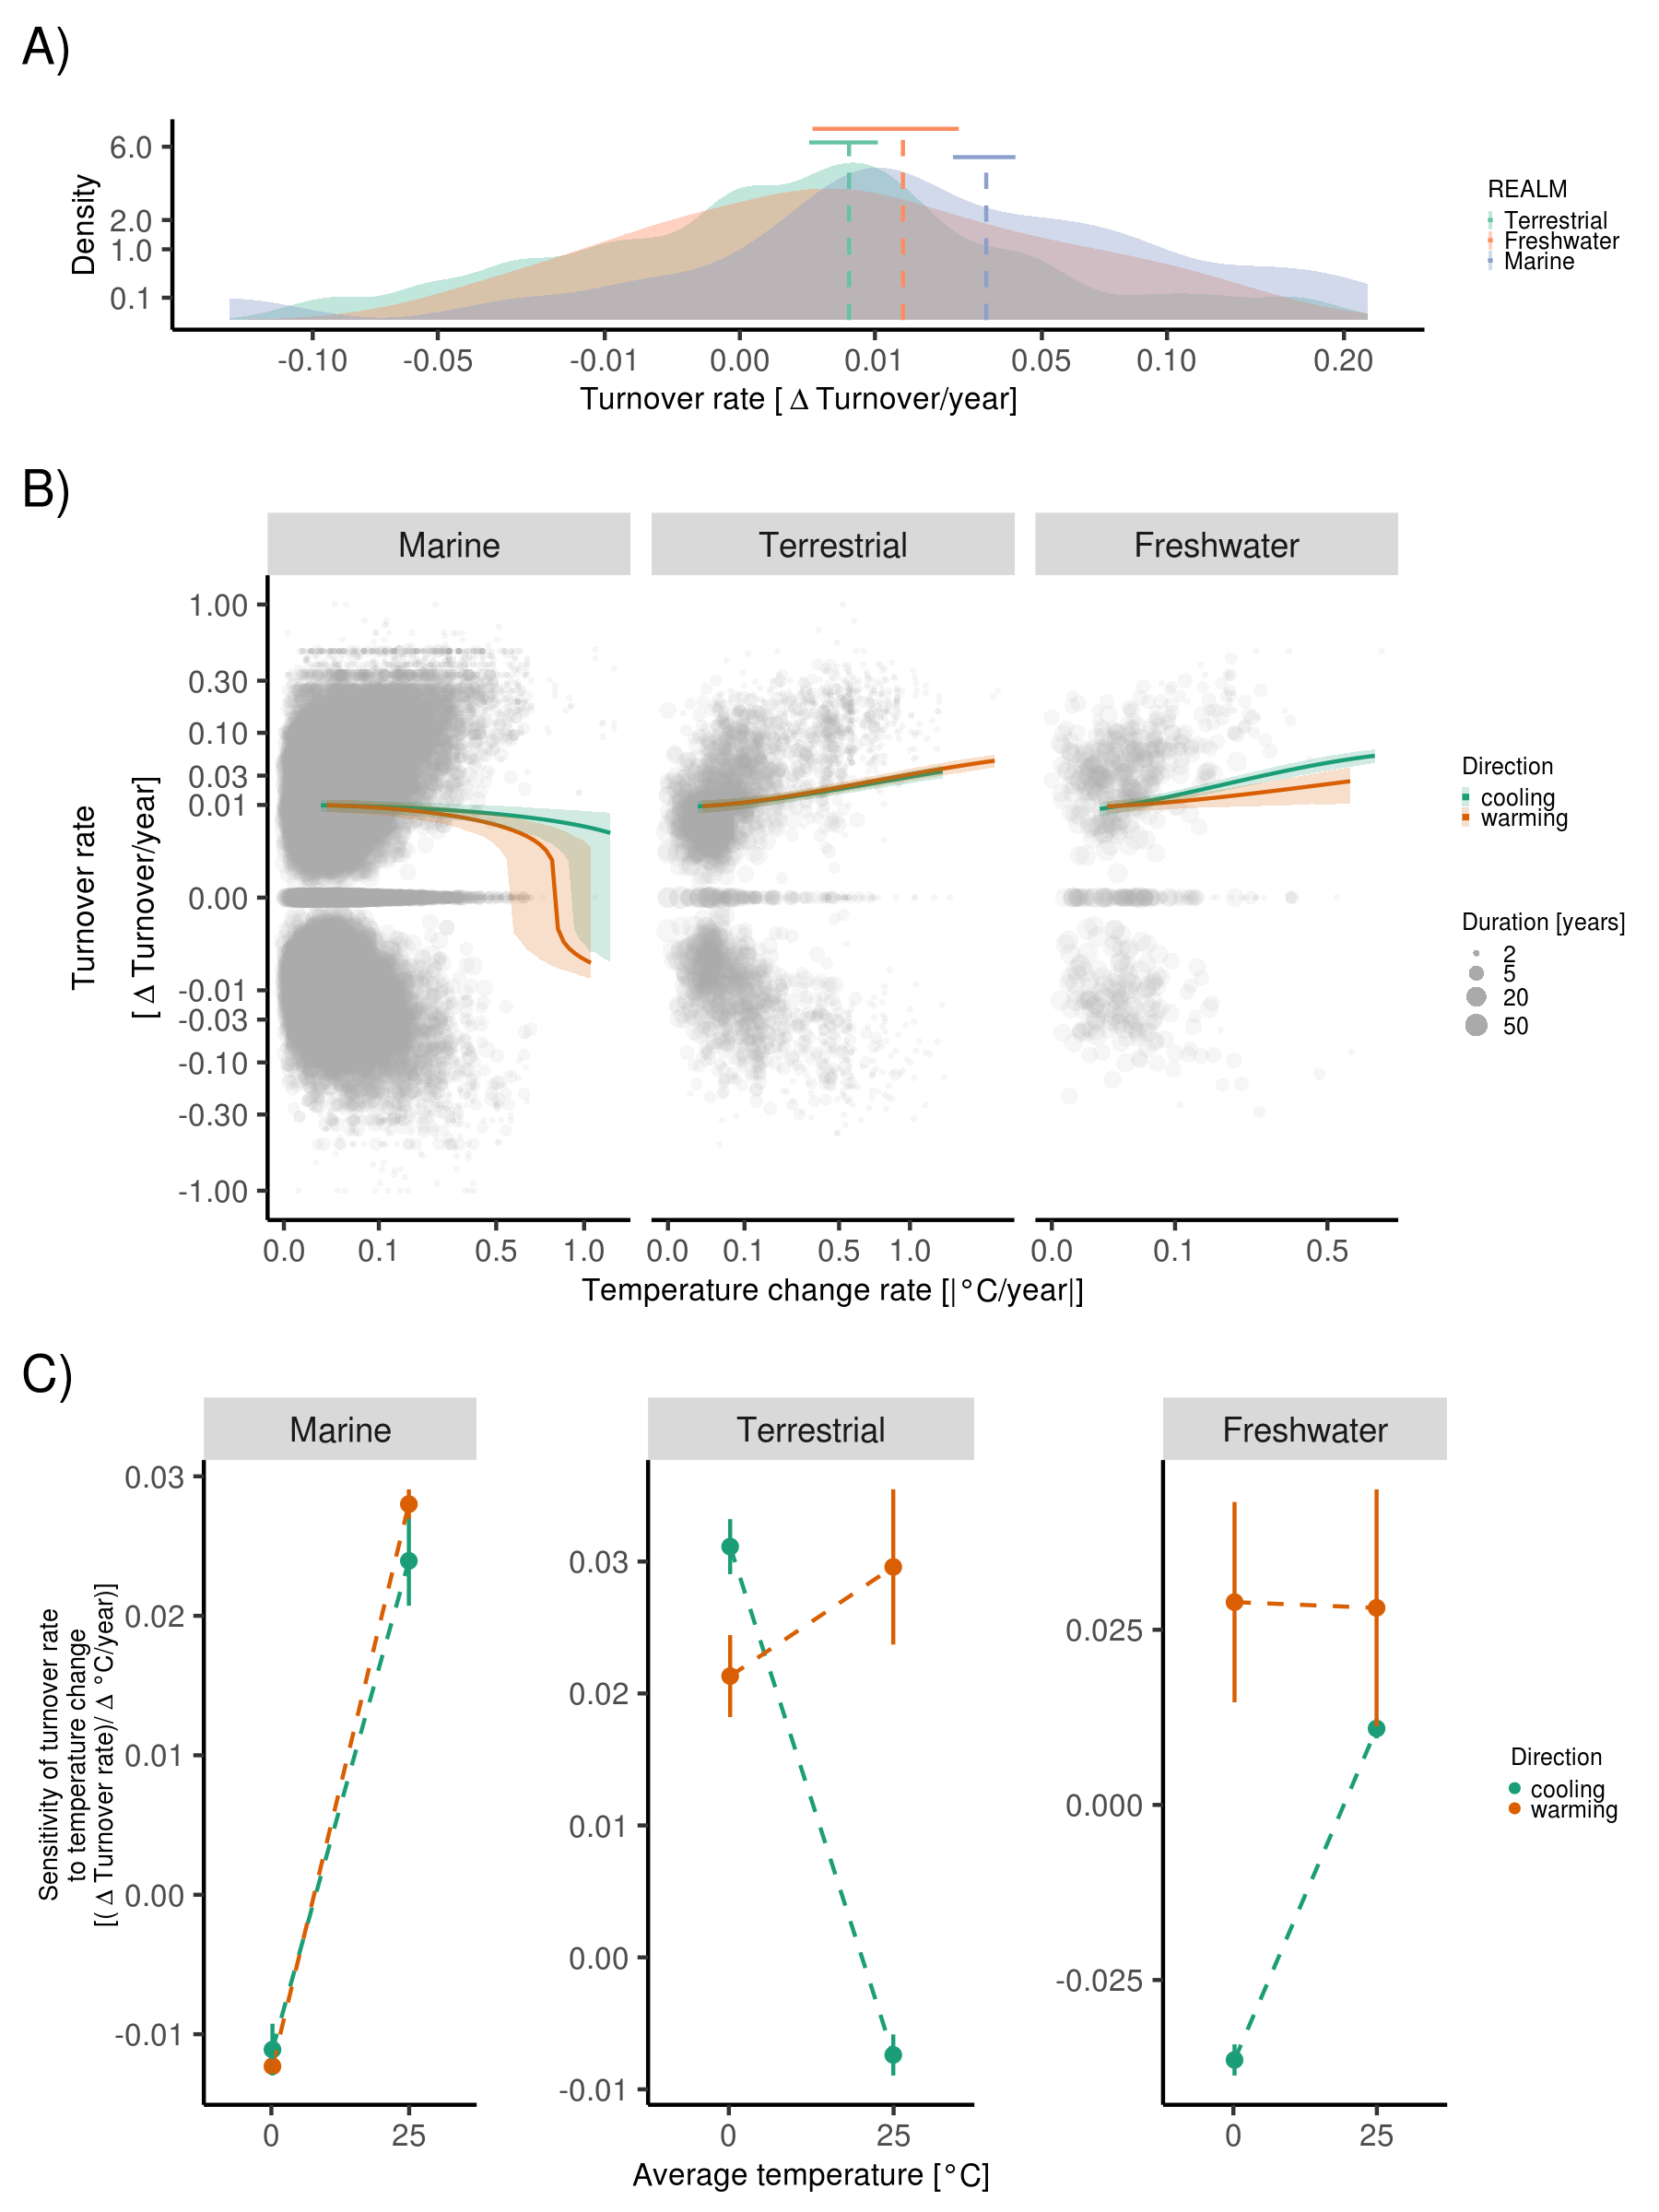 A)
6.0
2.0
1.0
0.1
Density
-0.10 -0.05 -0.01 0.00 0.01 0.05 0.10 0.20
Turnover rate [ Δ Turnover/year]
REALM
Terrestrial
Freshwater
Marine
B)
Marine Terrestrial Freshwater
1.00
0.30
0.10
0.03
0.01
0.00
-0.01
-0.03
-0.10
-0.30
-1.00
Turnover rate
[ Δ Turnover/year]
0.0 0.1 0.5 1.0 0.0 0.1 0.5 1.0 0.0 0.1 0.5
Temperature change rate [|°C/year|]
Direction
cooling
warming
Duration [years]
2
5
20
50
C)
Marine Terrestrial Freshwater
Sensitivity of turnover rate
to temperature change
[( Δ Turnover rate)/ Δ °C/year)]
0.03
0.02
0.01
0.00
-0.01
0.03
0.02
0.01
0.00
-0.01
0.025
0.000
-0.025
0 25 0 25 0 25
Average temperature [°C]
Direction
cooling
warming